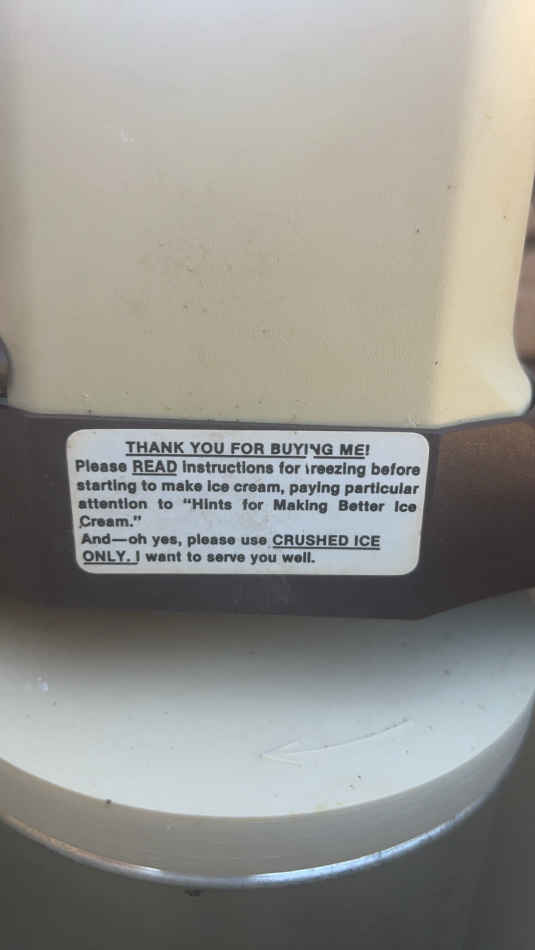 THANK YOU FOR BUYING ME!
Please READ instructions for freezing before
starting to make ice cream, paying particular
attention to "Hints for Making Better Ice
Cream."
And—oh yes, please use CRUSHED ICE
ONLY. I want to serve you well.